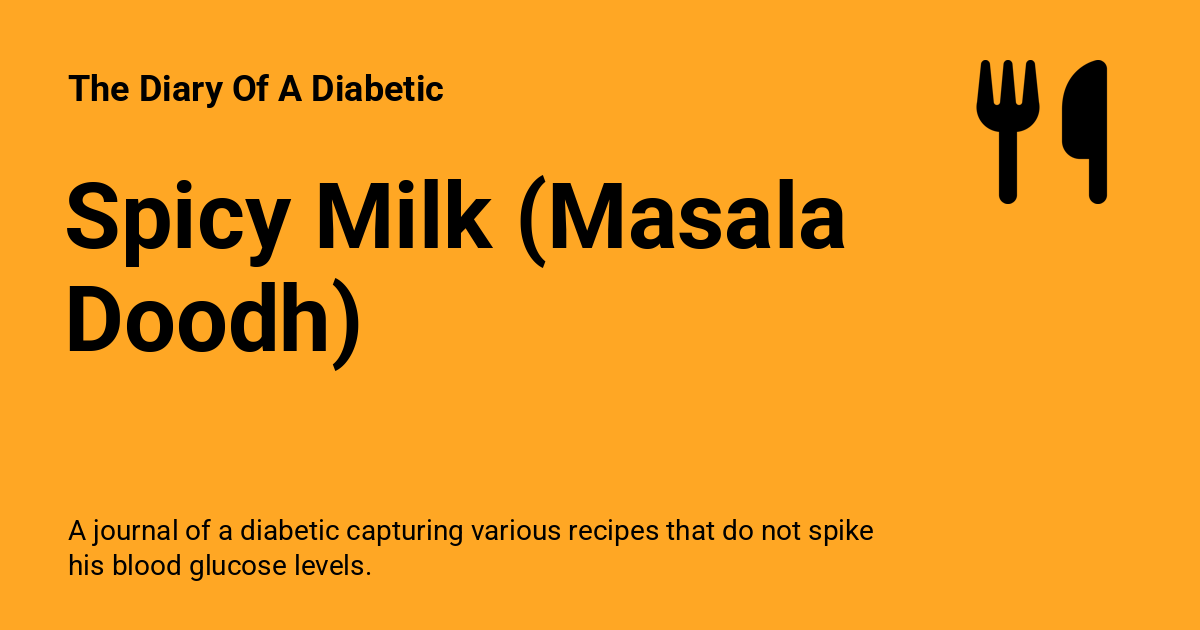 The Diary Of A Diabetic
Spicy Milk (Masala
Doodh)
A journal of a diabetic capturing various recipes that do not spike
his blood glucose levels.